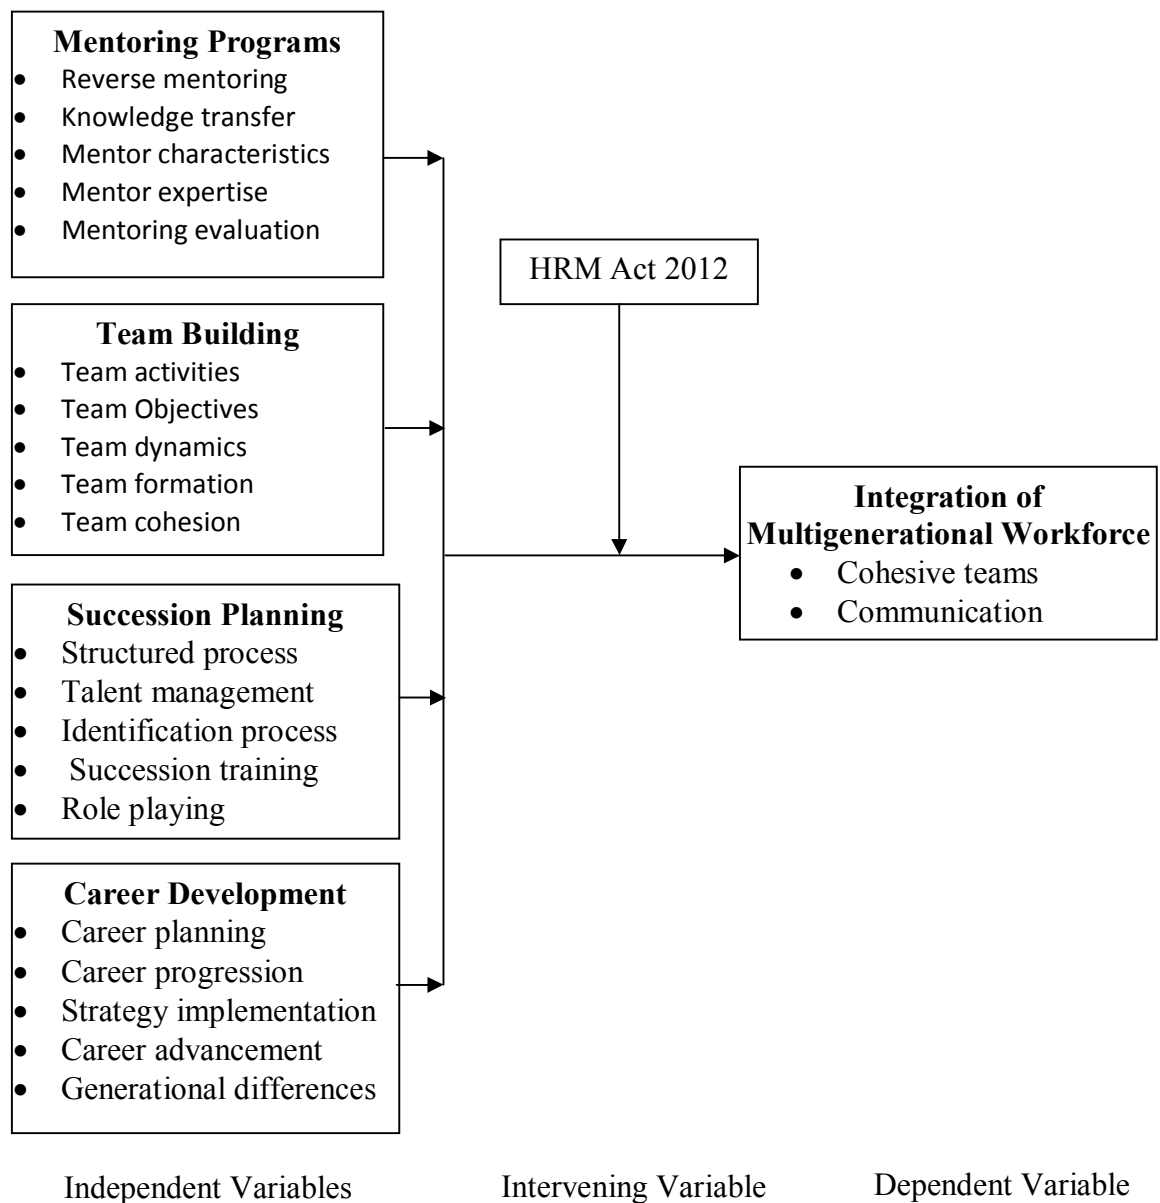 Mentoring Programs
• Reverse mentoring
• Knowledge transfer
• Mentor characteristics
• Mentor expertise
• Mentoring evaluation
Team Building
• Team activities
• Team Objectives
• Team dynamics
• Team formation
• Team cohesion
Succession Planning
• Structured process
• Talent management
• Identification process
• Succession training
• Role playing
Career Development
• Career planning
• Career progression
• Strategy implementation
• Career advancement
• Generational differences
HRM Act 2012
Integration of
Multigenerational Workforce
• Cohesive teams
• Communication
Independent Variables
Intervening Variable
Dependent Variable